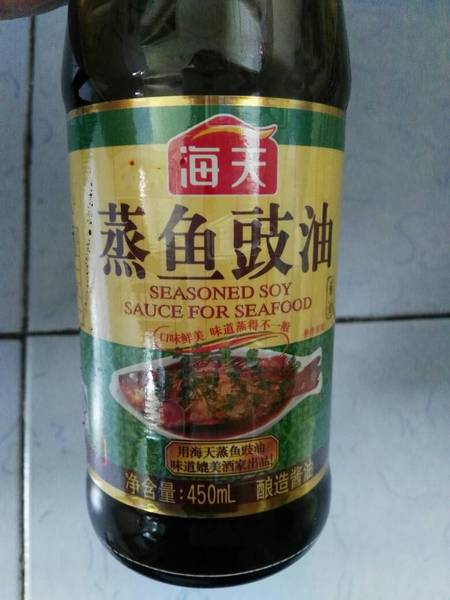 海天
蒸鱼豉油
SEASONED SOY
SAUCE FOR SEAFOOD
口味鲜美 味道蒸得不一般
用海天蒸鱼豉油
味道媲美酒家出品!
净含量:450mL 酿造酱油